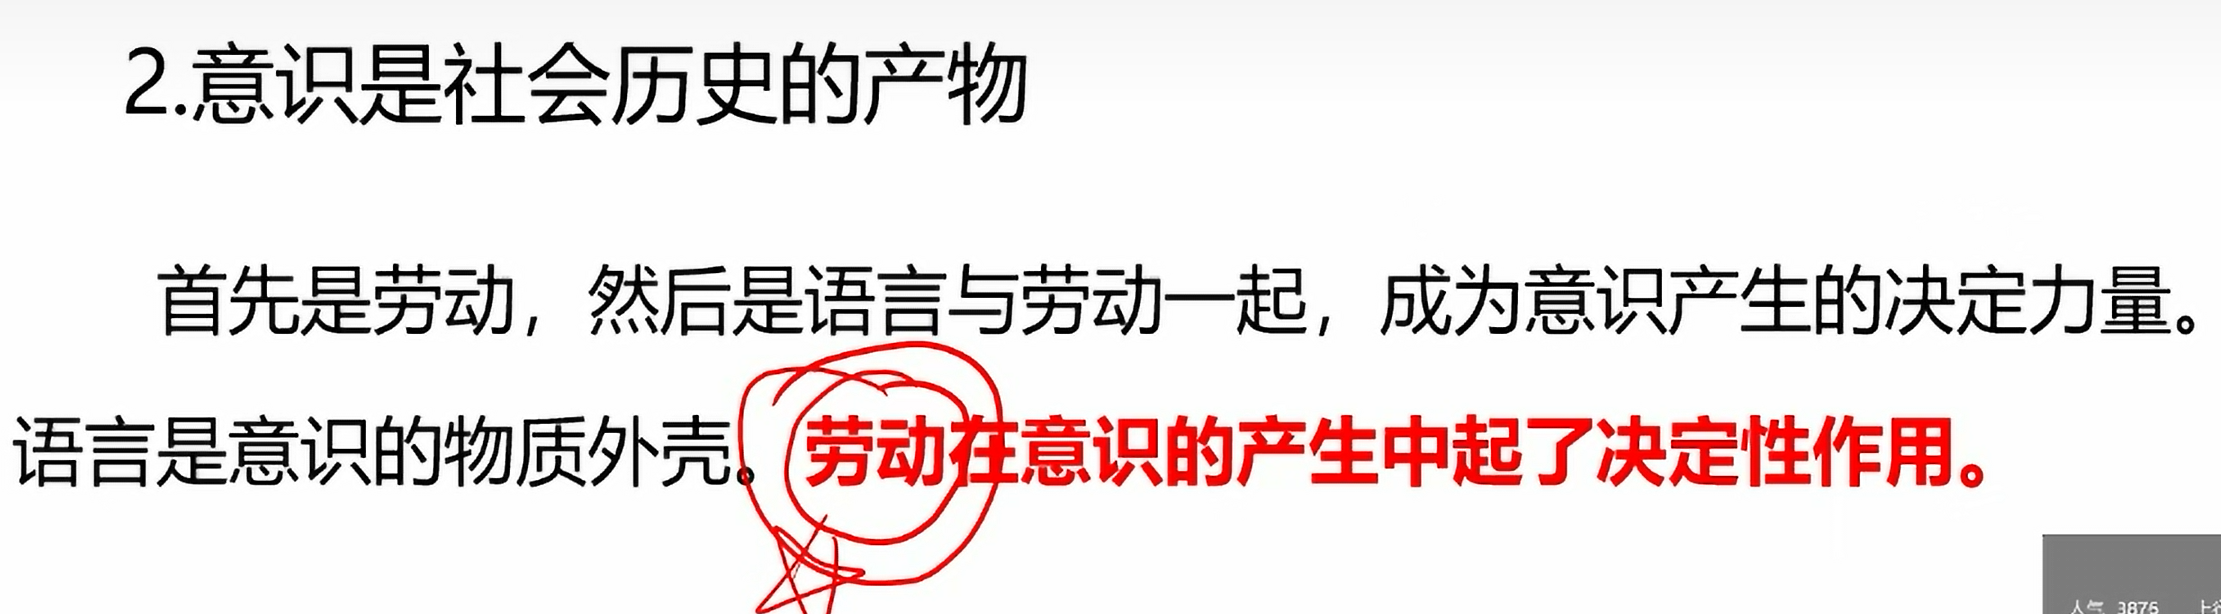 2.意识是社会历史的产物
首先是劳动，然后是语言与劳动一起，成为意识产生的决定力量。
语言是意识的物质外壳。劳动在意识的产生中起了决定性作用。
人气 3876